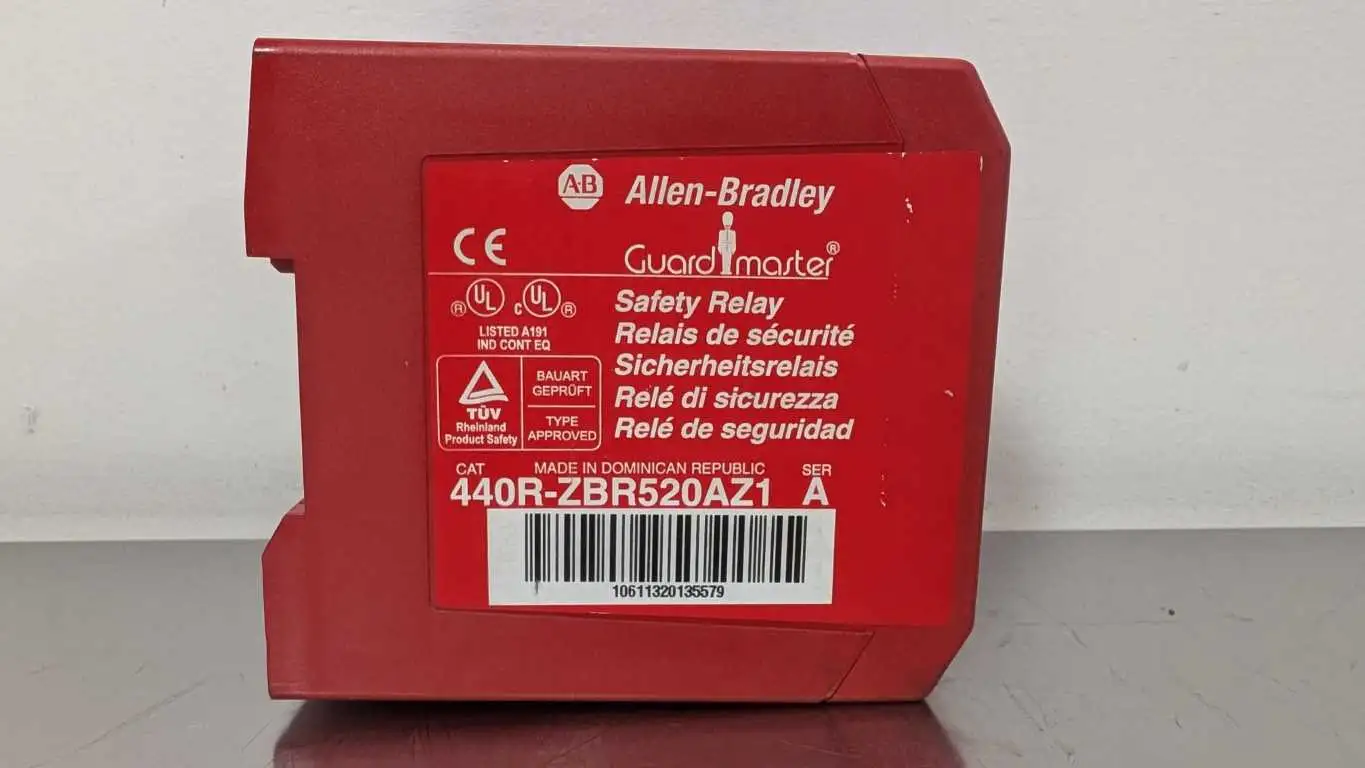 A-B Allen-Bradley
CE
Guardmaster®
® UL c UL ®
LISTED A191
IND CONT EQ
Safety Relay
Relais de sécurité
Sicherheitsrelais
Relé di sicurezza
Relé de seguridad
TÜV
Rheinland
Product Safety
BAUART
GEPRÜFT
TYPE
APPROVED
CAT MADE IN DOMINICAN REPUBLIC SER
440R-ZBR520AZ1 A
10611320135579